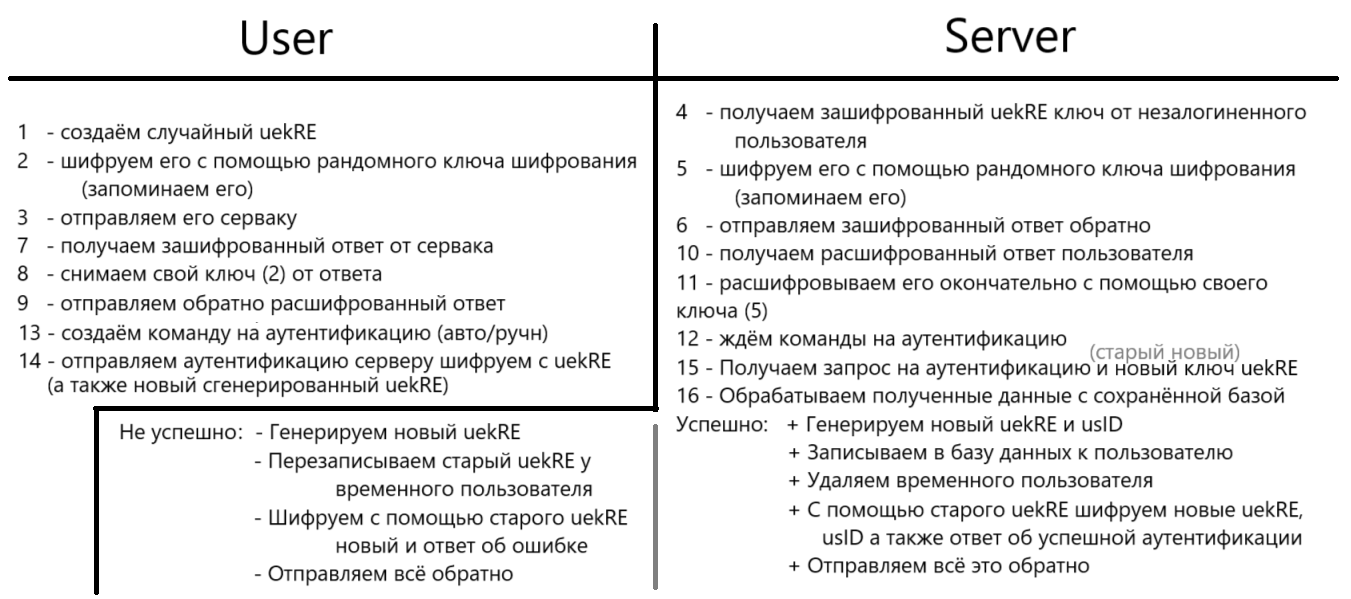 User
1 - создаём случайный uekRE
2 - шифруем его с помощью рандомного ключа шифрования
(запоминаем его)
3 - отправляем его серваку
7 - получаем зашифрованный ответ от сервака
8 - снимаем свой ключ (2) от ответа
9 - отправляем обратно расшифрованный ответ
13 - создаём команду на аутентификацию (авто/ручн)
14 - отправляем аутентификацию серверу шифруем с uekRE
(а также новый сгенерированный uekRE)
Server
4 - получаем зашифрованный uekRE ключ от незалогиненного
пользователя
5 - шифруем его с помощью рандомного ключа шифрования
(запоминаем его)
6 - отправляем зашифрованный ответ обратно
10 - получаем расшифрованный ответ пользователя
11 - расшифровываем его окончательно с помощью своего
ключа (5)
12 - ждём команды на аутентификацию
(старый новый)
15 - Получаем запрос на аутентификацию и новый ключ uekRE
16 - Обрабатываем полученные данные с сохранённой базой
Не успешно: - Генерируем новый uekRE
- Перезаписываем старый uekRE у
временного пользователя
- Шифруем с помощью старого uekRE
новый и ответ об ошибке
- Отправляем всё обратно
Успешно: + Генерируем новый uekRE и usID
+ Записываем в базу данных к пользователю
+ Удаляем временного пользователя
+ С помощью старого uekRE шифруем новые uekRE,
usID а также ответ об успешной аутентификации
+ Отправляем всё это обратно